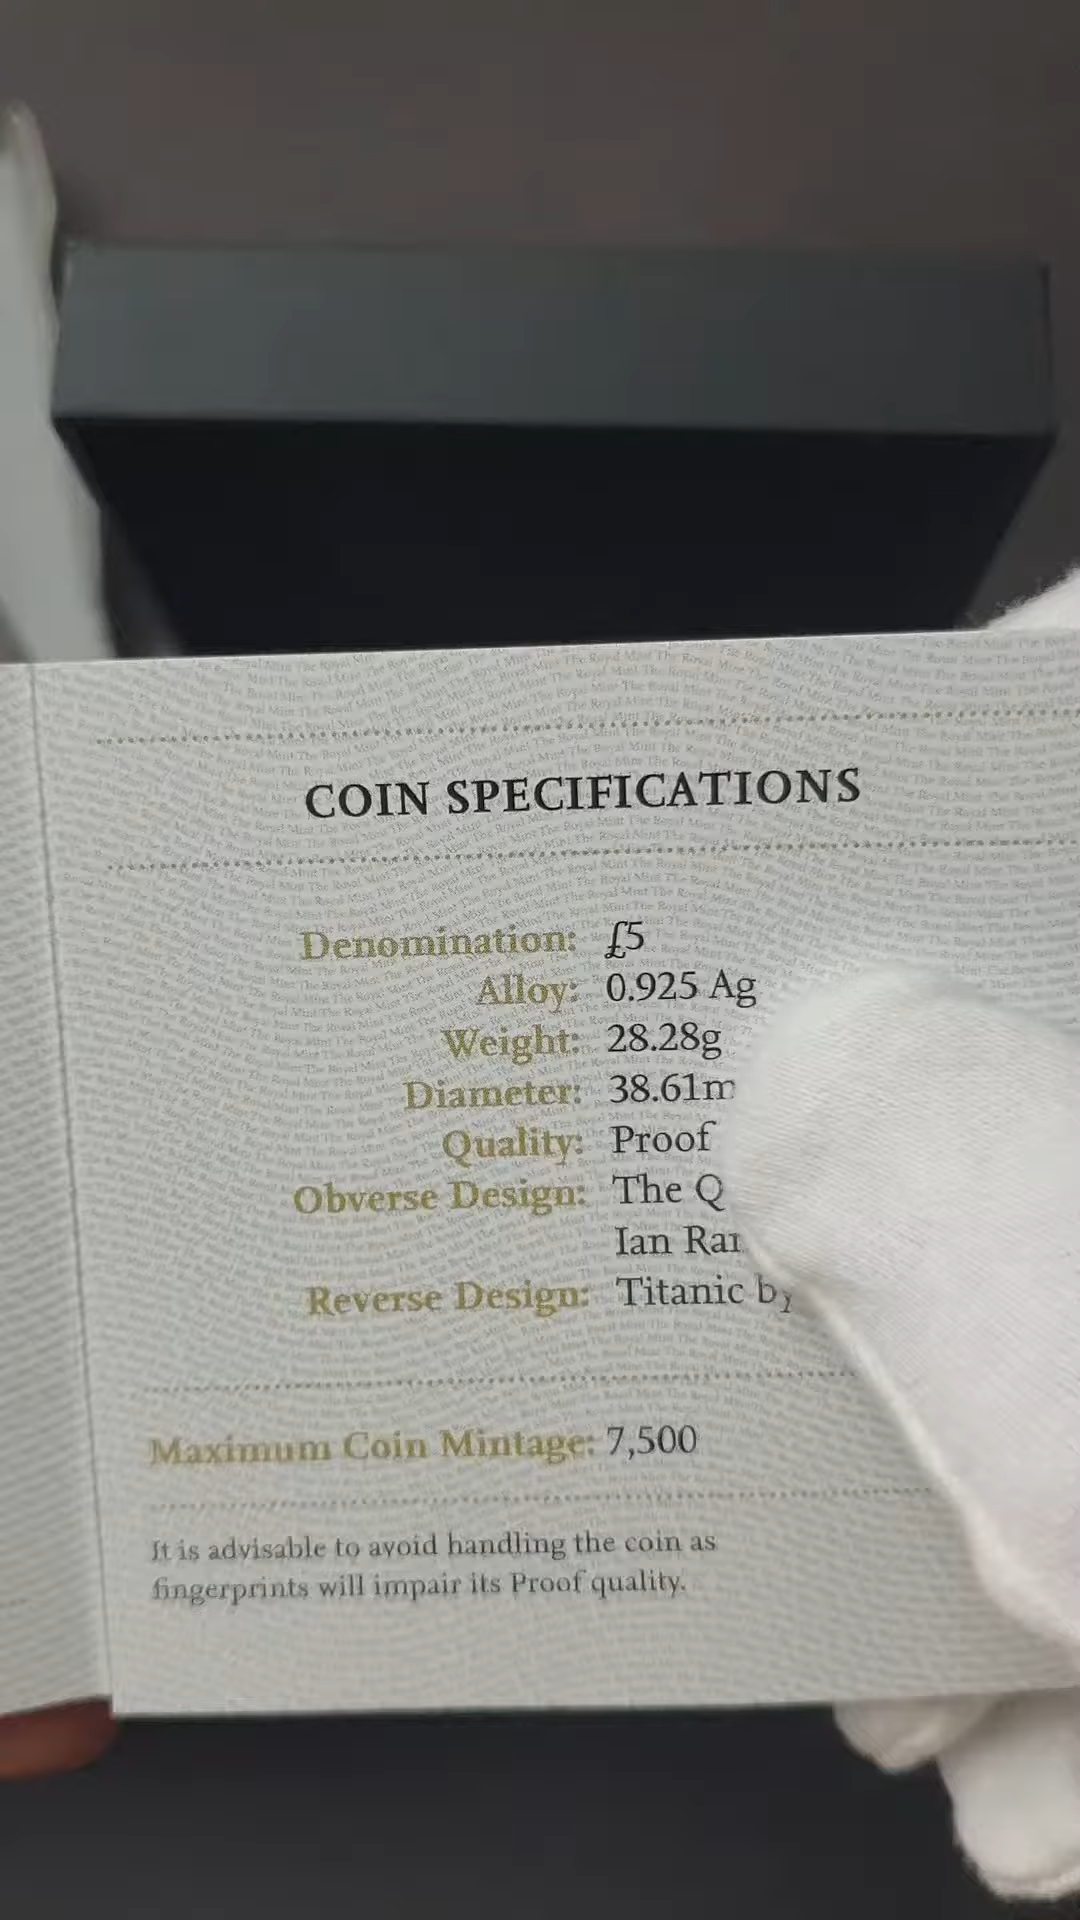 COIN SPECIFICATIONS
Denomination: £5
Alloy: 0.925 Ag
Weight: 28.28g
Diameter: 38.61m
Quality: Proof
Obverse Design: The Q
Ian Ran
Reverse Design: Titanic by
Maximum Coin Mintage: 7,500
It is advisable to avoid handling the coin as
fingerprints will impair its Proof quality.